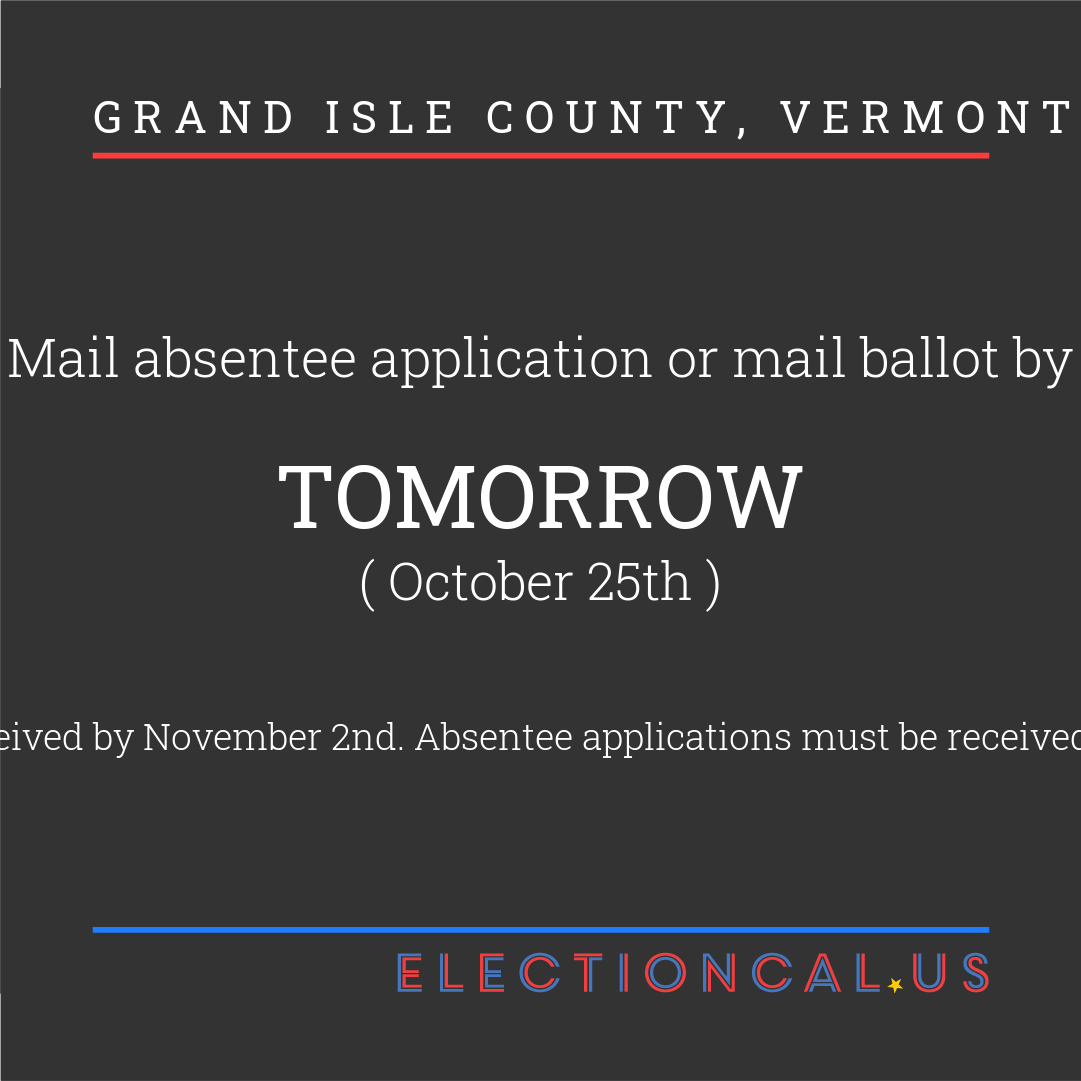 GRAND ISLE COUNTY, VERMONT
Mail absentee application or mail ballot by
TOMORROW
( October 25th )
by November 2nd. Absentee applications must be received
ELECTIONCAL.US